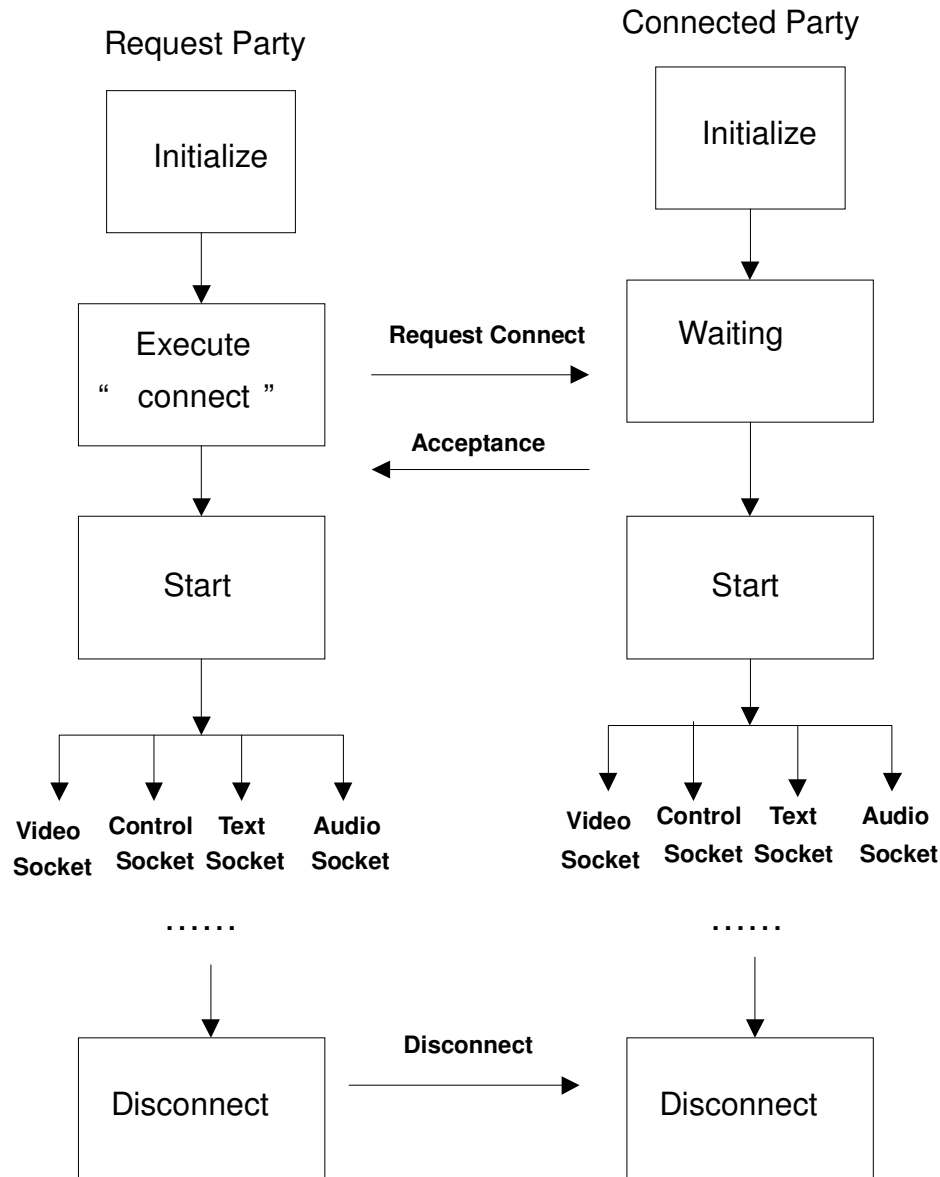 Request Party
Connected Party
Initialize
Initialize
Execute
“ connect ”
Request Connect
Waiting
Acceptance
Start
Start
Video
Socket
Control
Socket
Text
Socket
Audio
Socket
Video
Socket
Control
Socket
Text
Socket
Audio
Socket
......
......
Disconnect
Disconnect
Disconnect